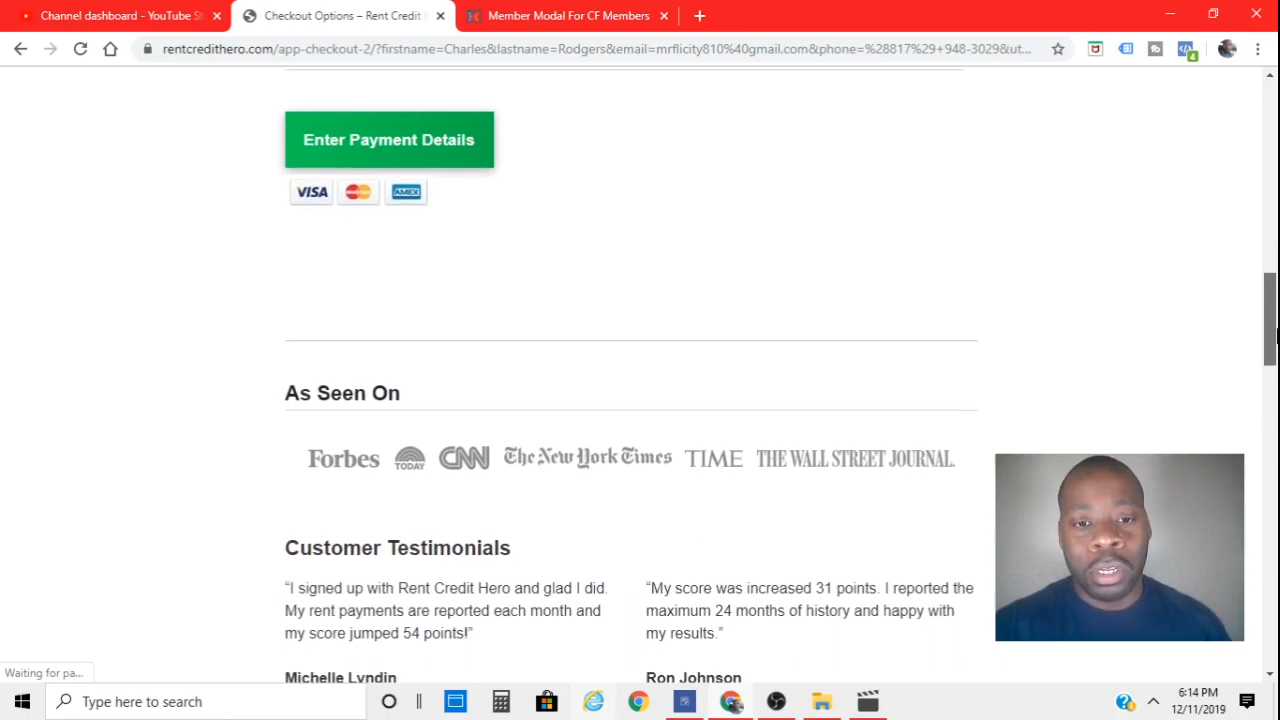 Channel dashboard - YouTube St
Checkout Options – Rent Credit H
Member Modal For CF Members
rentcredithero.com/app-checkout-2/?firstname=Charles&lastname=Rodgers&email=mrflicity810%40gmail.com&phone=%28817%29+948-3029&ut...
4
Enter Payment Details
VISA
AMEX
As Seen On
Forbes TODAY CNN The New York Times TIME THE WALL STREET JOURNAL.
Customer Testimonials
“I signed up with Rent Credit Hero and glad I did.
My rent payments are reported each month and
my score jumped 54 points!”
Michelle Lyndin
“My score was increased 31 points. I reported the
maximum 24 months of history and happy with
my results.”
Ron Johnson
Waiting for pa...
Type here to search
6:14 PM
12/11/2019